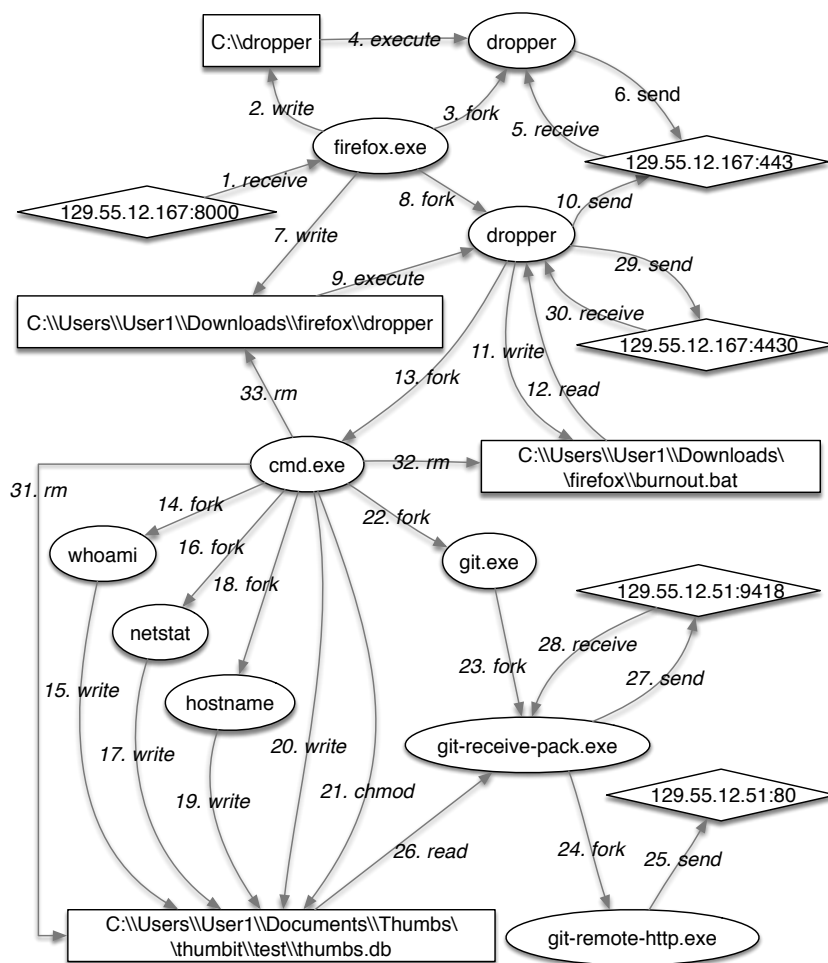 C:\\dropper
4. execute
dropper
2. write
3. fork
6. send
5. receive
firefox.exe
129.55.12.167:443
1. receive
129.55.12.167:8000
8. fork
10. send
7. write
dropper
9. execute
29. send
C:\\Users\\User1\\Downloads\\firefox\\dropper
30. receive
129.55.12.167:4430
11. write
13. fork
12. read
33. rm
cmd.exe
32. rm
C:\\Users\\User1\\Downloads\
\firefox\\burnout.bat
31. rm
14. fork
22. fork
whoami
16. fork
git.exe
18. fork
129.55.12.51:9418
netstat
28. receive
23. fork
27. send
15. write
hostname
17. write
20. write
git-receive-pack.exe
19. write
21. chmod
129.55.12.51:80
26. read
24. fork
25. send
C:\\Users\\User1\\Documents\\Thumbs\
\thumbit\\test\\thumbs.db
git-remote-http.exe